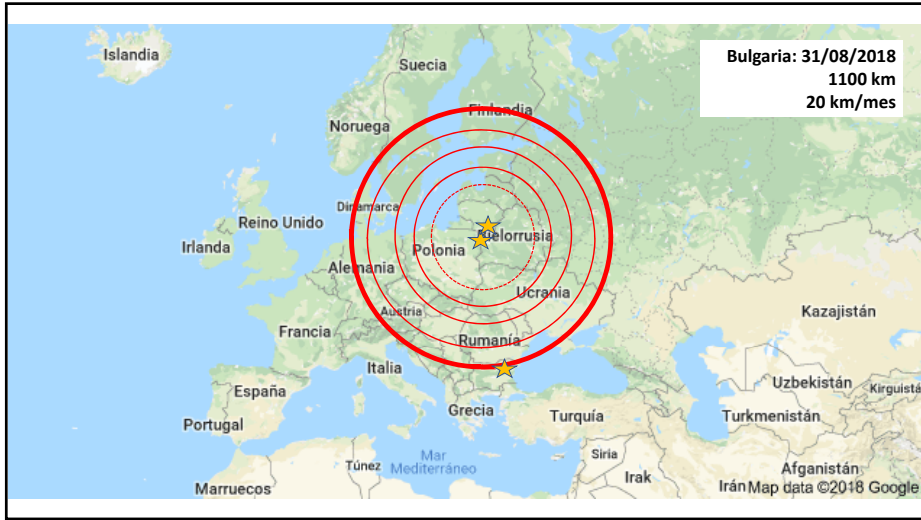 Islandia
Bulgaria: 31/08/2018
1100 km
20 km/mes
Suecia
Finlandia
Noruega
Dinamarca
Reino Unido
Irlanda
Bielorrusia
Polonia
Alemania
Ucrania
Austria
Kazajistán
Francia
Rumanía
Italia
Uzbekistán
Kirguistá
España
Grecia
Turquía
Turkmenistán
Portugal
Mar
Mediterráneo
Siria
Túnez
Afganistán
Irak
Irán
Marruecos
Map data ©2018 Google